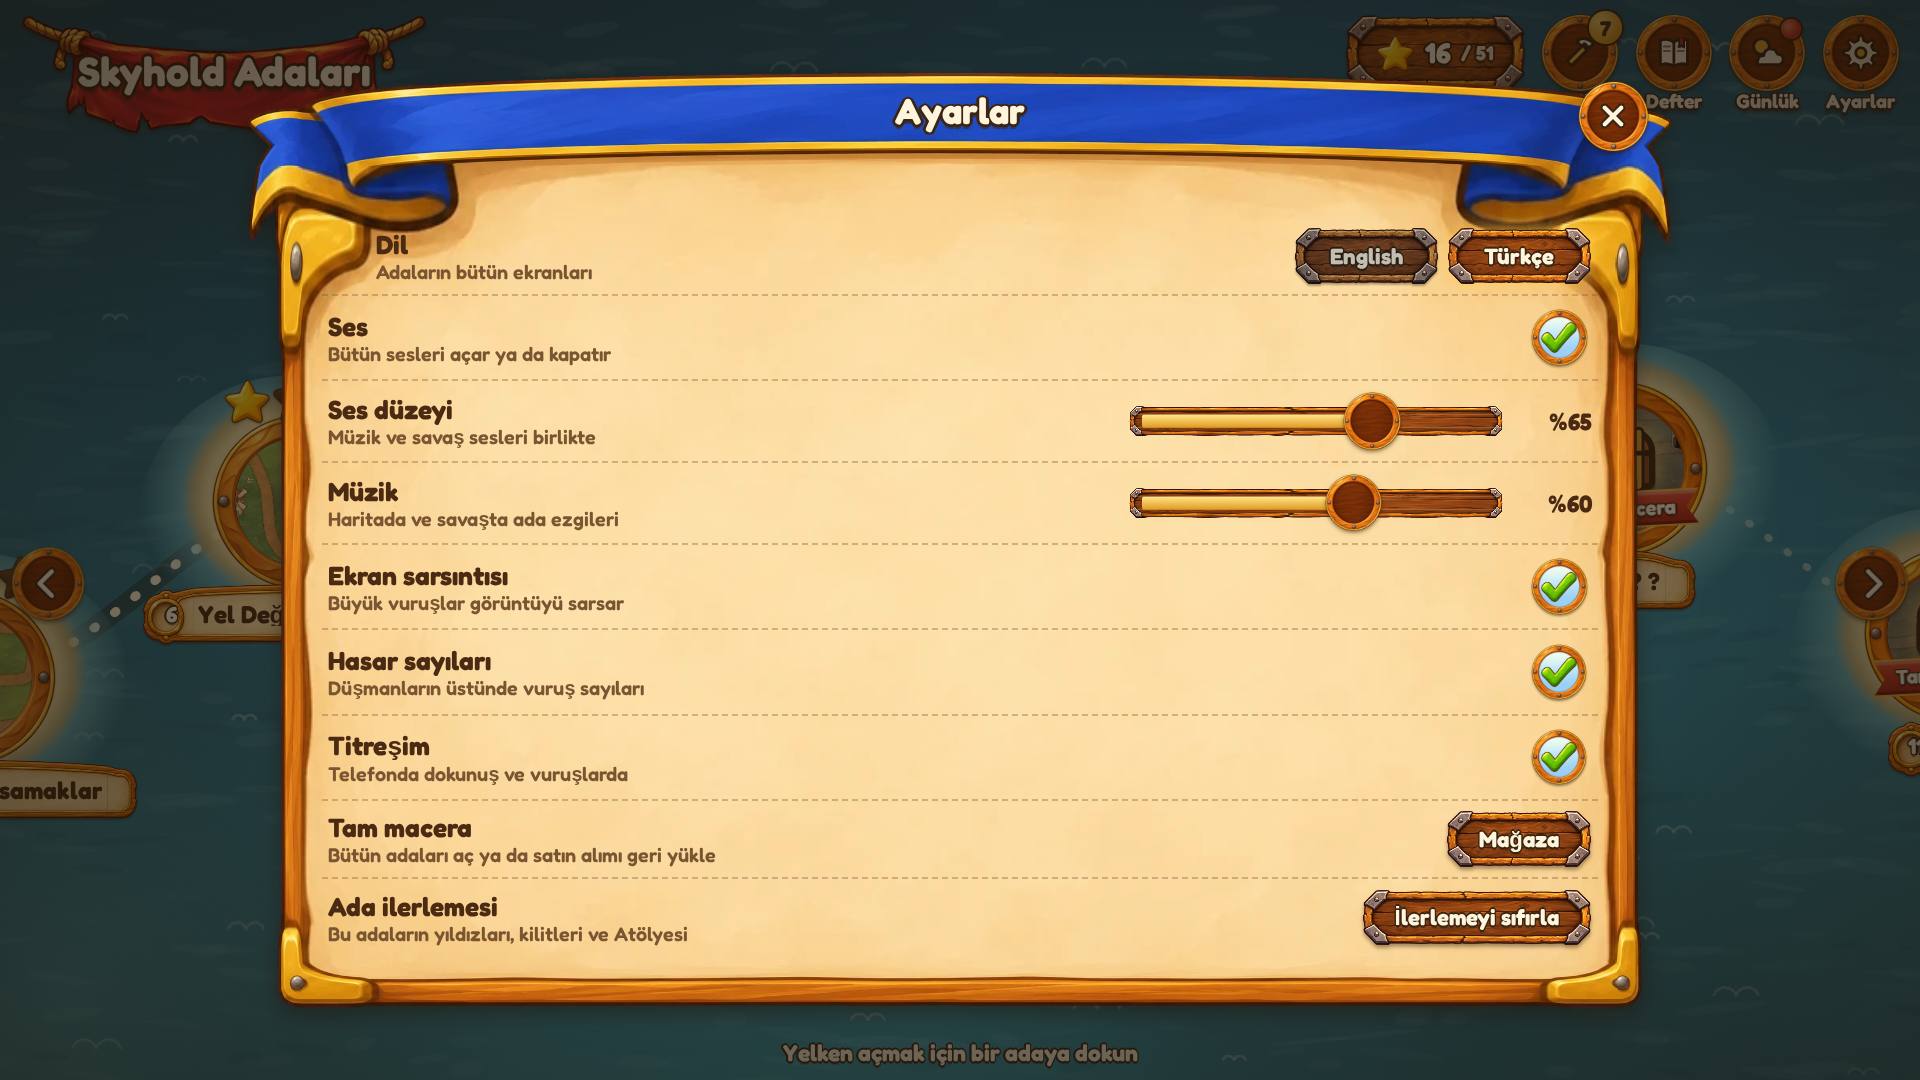 Skyhold Adaları
16 / 51
7
Defter
Günlük
Ayarlar
Ayarlar
Dil
Adaların bütün ekranları
English
Türkçe
Ses
Bütün sesleri açar ya da kapatır
Ses düzeyi
Müzik ve savaş sesleri birlikte
%65
Müzik
Haritada ve savaşta ada ezgileri
%60
Ekran sarsıntısı
Büyük vuruşlar görüntüyü sarsar
Hasar sayıları
Düşmanların üstünde vuruş sayıları
Titreşim
Telefonda dokunuş ve vuruşlarda
Tam macera
Bütün adaları aç ya da satın alımı geri yükle
Mağaza
Ada ilerlemesi
Bu adaların yıldızları, kilitleri ve Atölyesi
İlerlemeyi sıfırla
6 Yel Değ
samaklar
cera
?
Ta
Yelken açmak için bir adaya dokun